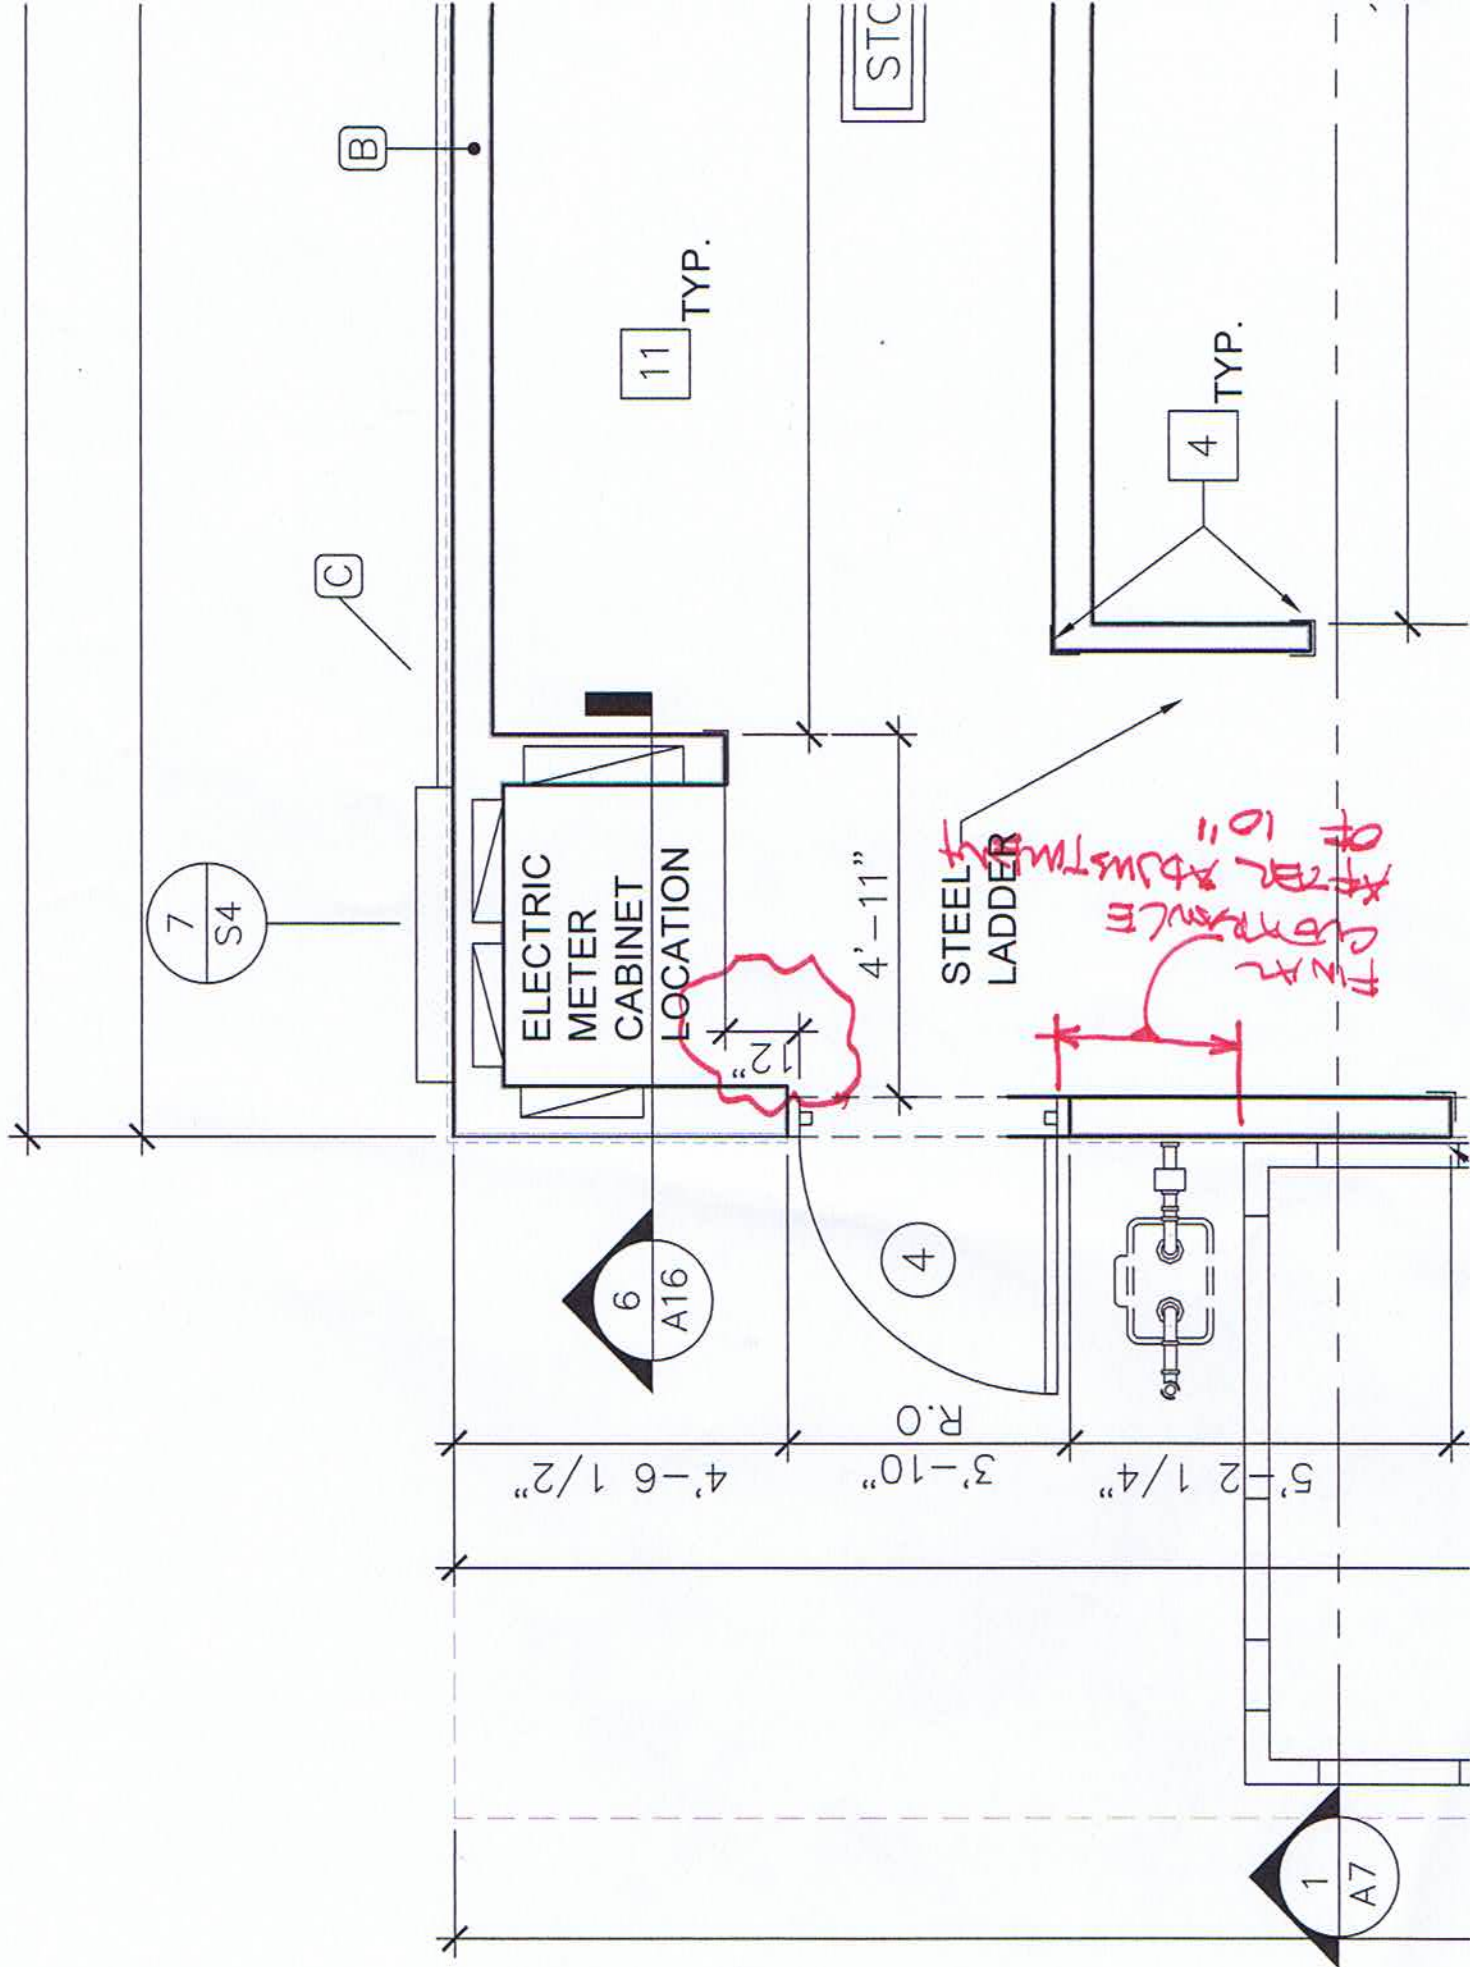 B
STO
C
11
TYP.
7
S4
4
TYP.
ELECTRIC
METER
CABINET
LOCATION
12"
4'-11"
STEEL
LADDER
FINAL
CLEARANCE
AFTER ADJUSTMENT
OF 10"
6
A16
4
4'-6 1/2"
3'-10"
R.O
5'-2 1/4"
1
A7